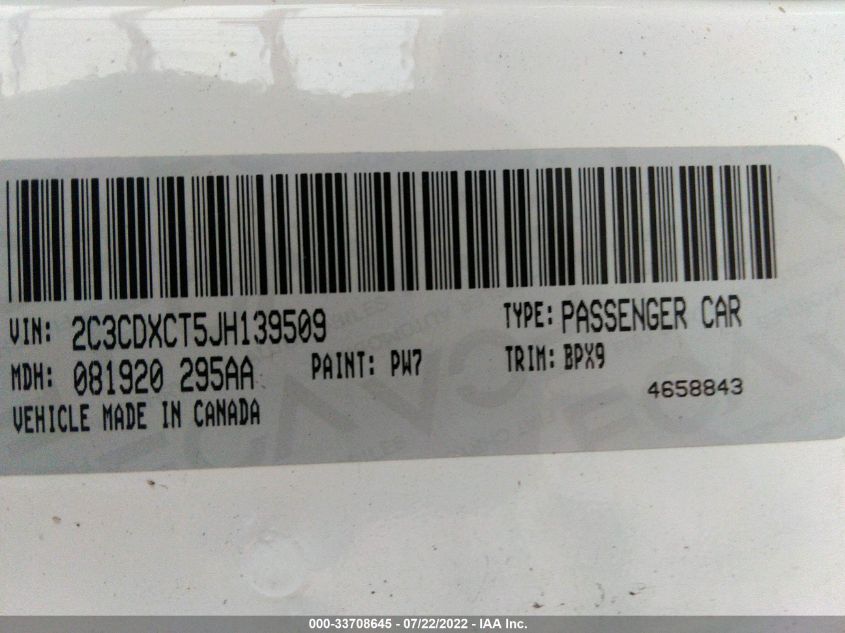 VIN: 2C3CDXCT5JH139509 TYPE: PASSENGER CAR
MDH: 081920 295AA PAINT: PW7 TRIM: BPX9
4658843
VEHICLE MADE IN CANADA
000-33708645 - 07/22/2022 - IAA Inc.